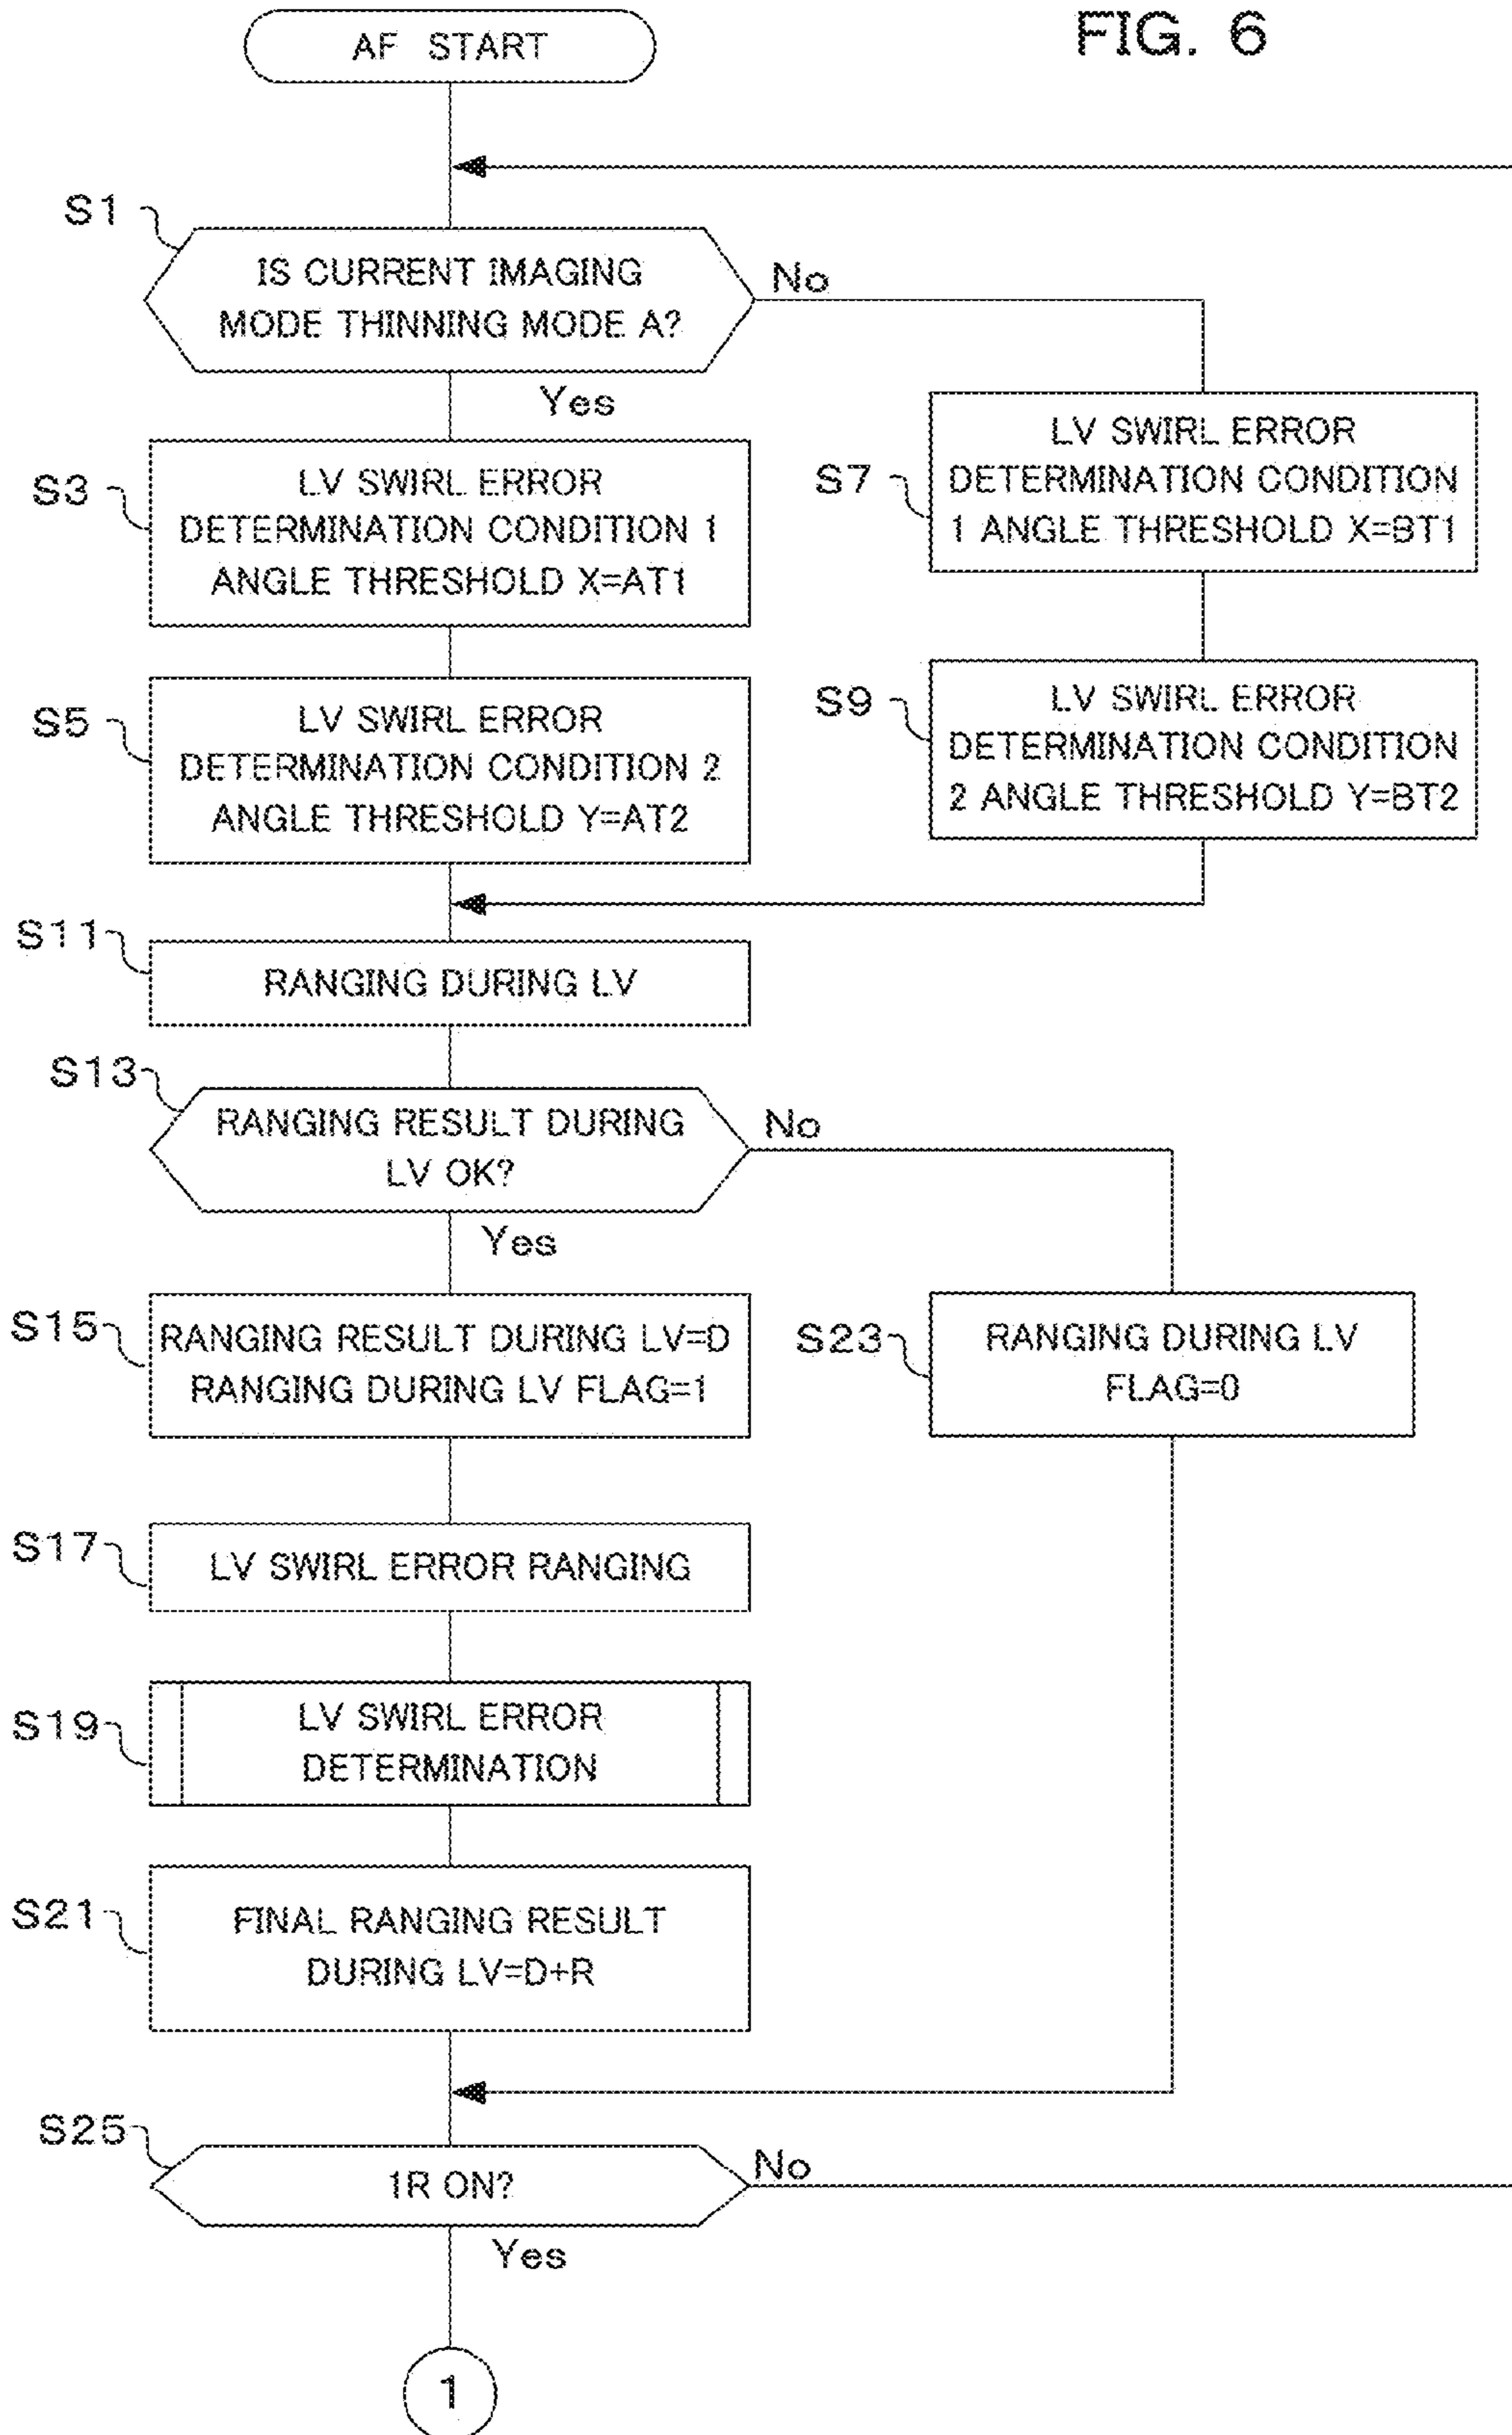 FIG. 6
AF START
S1
IS CURRENT IMAGING
MODE THINNING MODE A?
No
Yes
S3
LV SWIRL ERROR
DETERMINATION CONDITION 1
ANGLE THRESHOLD X=AT1
S7
LV SWIRL ERROR
DETERMINATION CONDITION
1 ANGLE THRESHOLD X=BT1
S5
LV SWIRL ERROR
DETERMINATION CONDITION 2
ANGLE THRESHOLD Y=AT2
S9
LV SWIRL ERROR
DETERMINATION CONDITION
2 ANGLE THRESHOLD Y=BT2
S11
RANGING DURING LV
S13
RANGING RESULT DURING
LV OK?
No
Yes
S15
RANGING RESULT DURING LV=D
RANGING DURING LV FLAG=1
S23
RANGING DURING LV
FLAG=0
S17
LV SWIRL ERROR RANGING
S19
LV SWIRL ERROR
DETERMINATION
S21
FINAL RANGING RESULT
DURING LV=D+R
S25
1R ON?
No
Yes
1